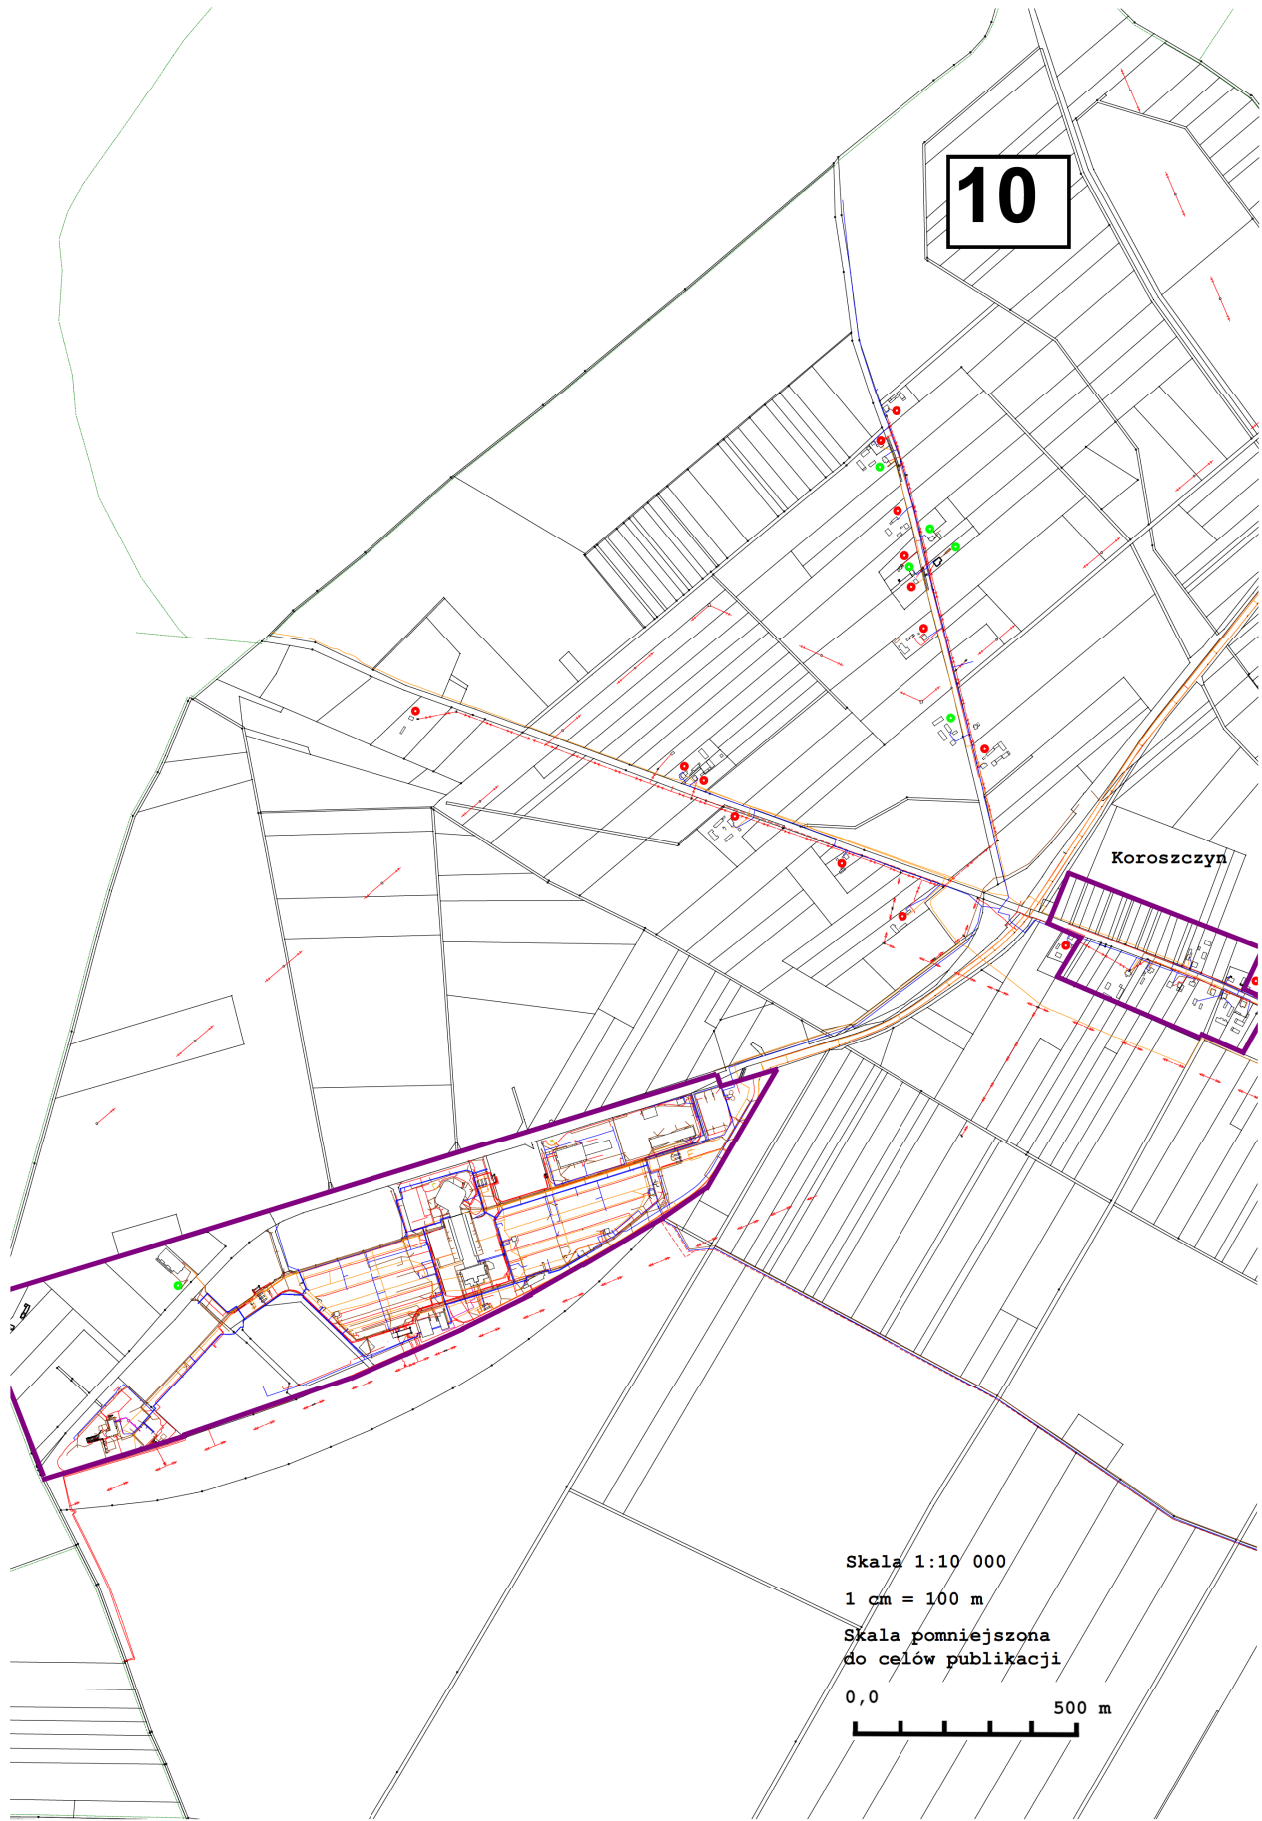 10
Koroszczyn
Skala 1:10 000
1 cm = 100 m
Skala pomniejszona
do celów publikacji
0,0
500 m